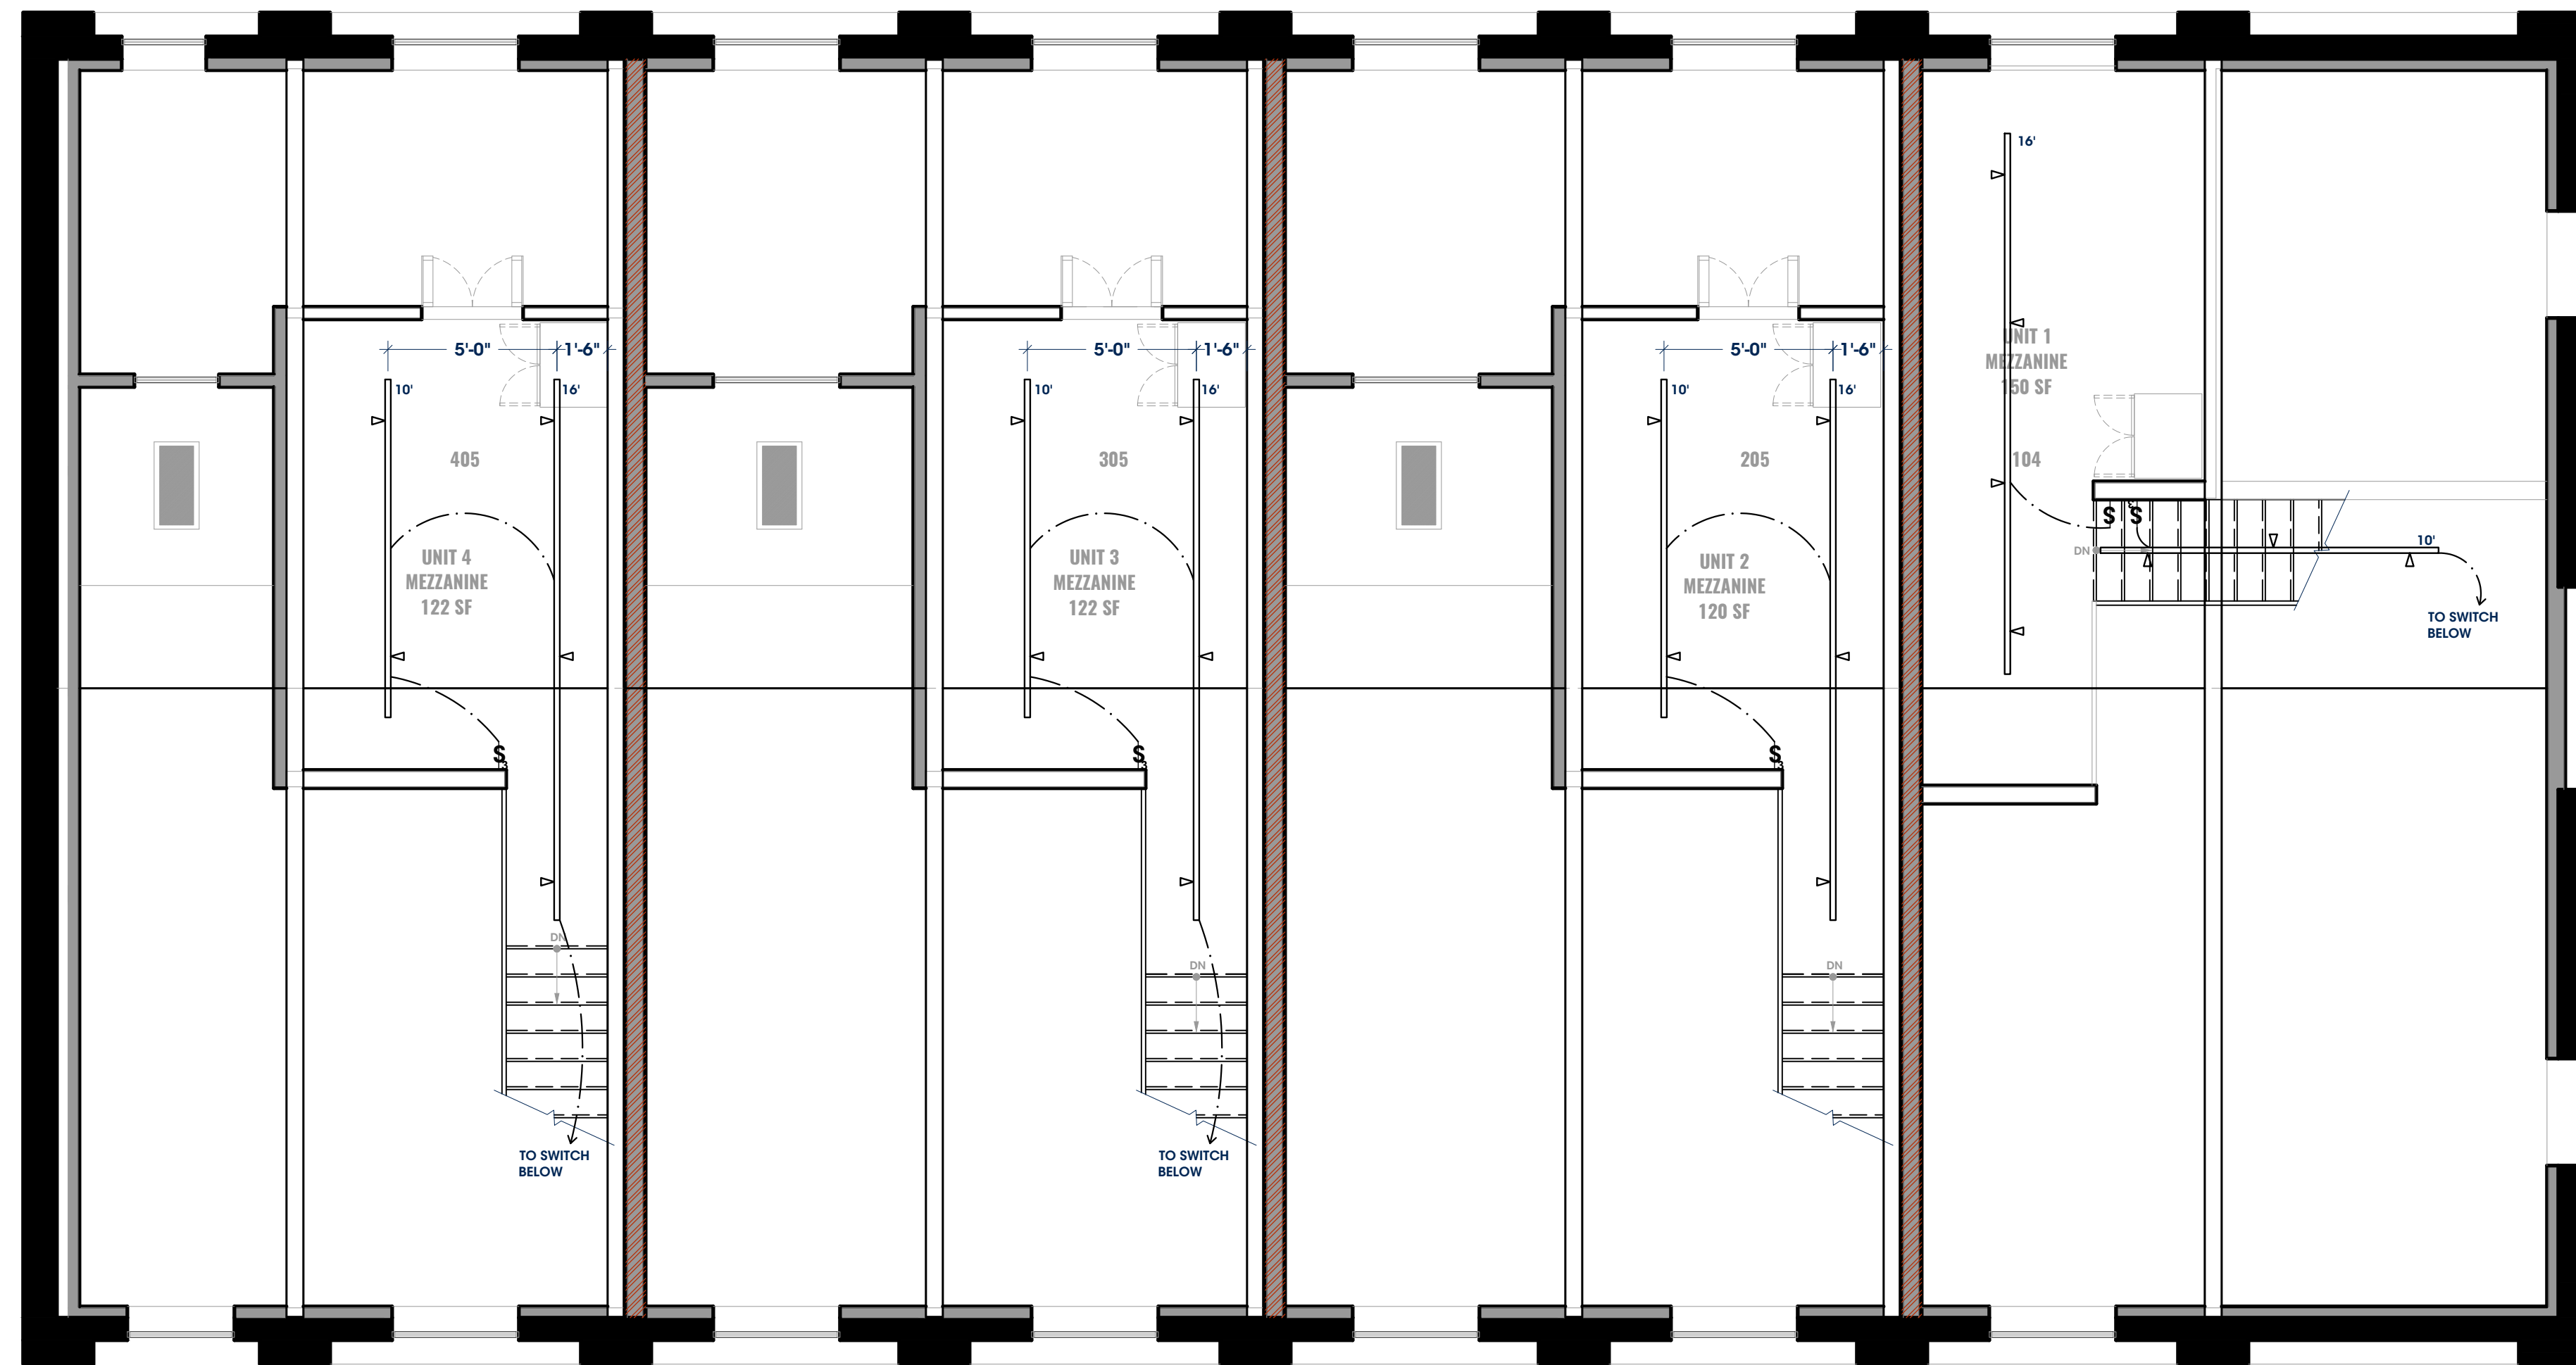 16'
5'-0"
1'-6"
10'
16'
405
UNIT 4
MEZZANINE
122 SF
$3
DN
TO SWITCH
BELOW
5'-0"
1'-6"
10'
16'
305
UNIT 3
MEZZANINE
122 SF
$3
DN
TO SWITCH
BELOW
5'-0"
1'-6"
10'
16'
205
UNIT 2
MEZZANINE
120 SF
$3
DN
UNIT 1
MEZZANINE
150 SF
104
$ $
DN
10'
TO SWITCH
BELOW